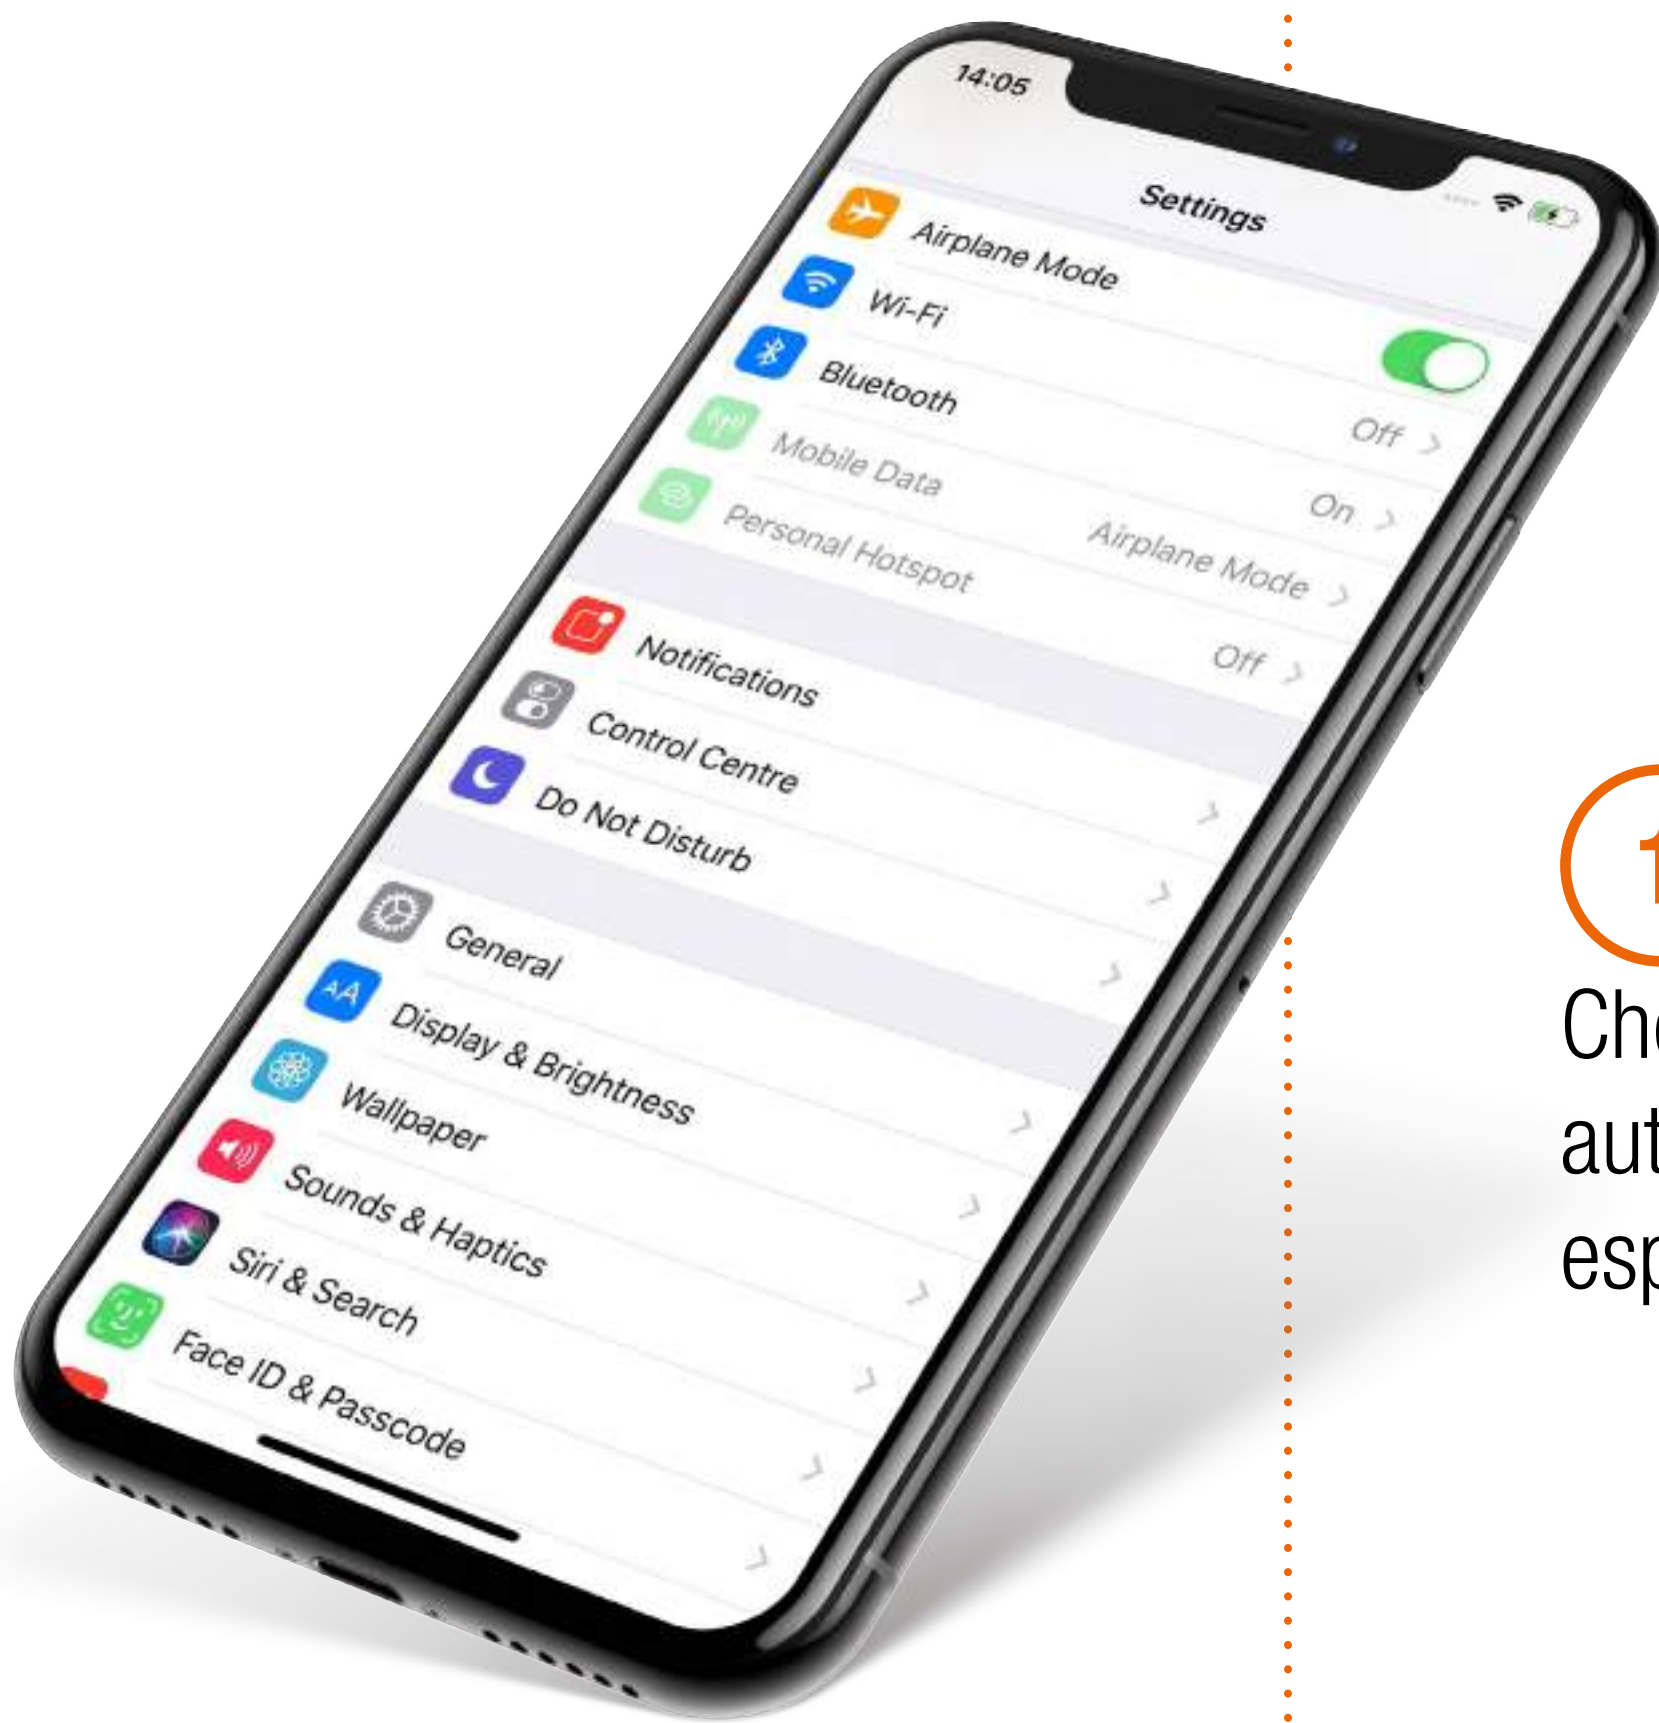 14:05
Settings
Airplane Mode
Wi-Fi
Off
Bluetooth
On
Mobile Data
Airplane Mode
Personal Hotspot
Off
Notifications
Control Centre
Do Not Disturb
General
AA
Display & Brightness
Wallpaper
Sounds & Haptics
Siri & Search
Face ID & Passcode